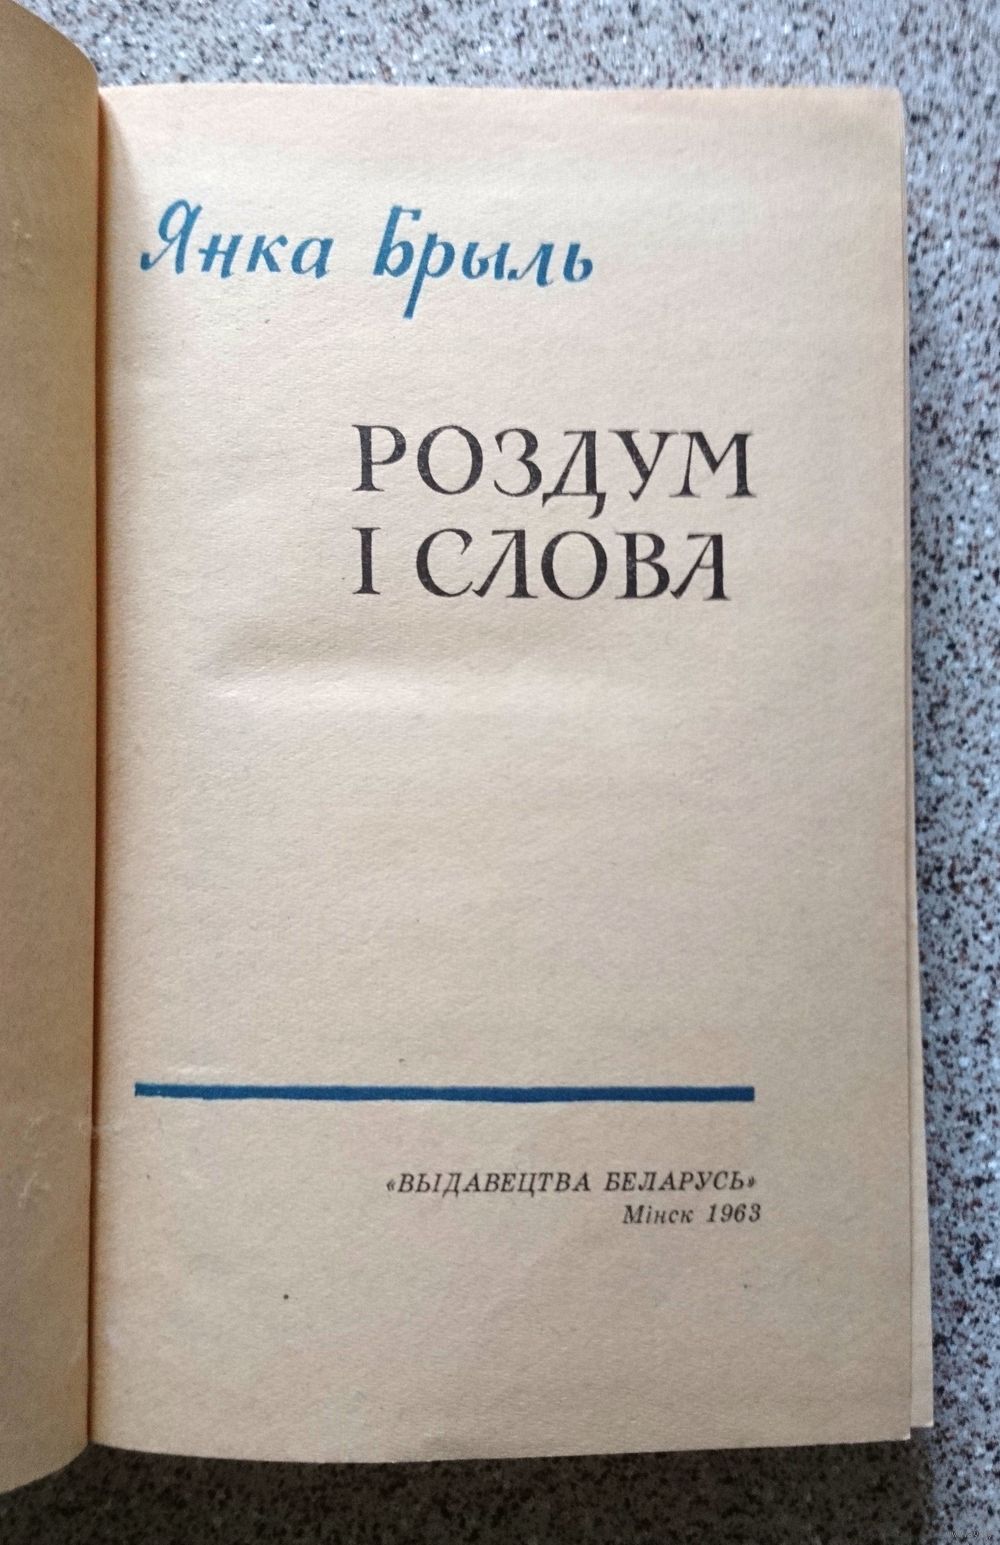 Янка Брыль
РОЗДУМ
І СЛОВА
«ВЫДАВЕЦТВА БЕЛАРУСЬ»
Мінск 1963